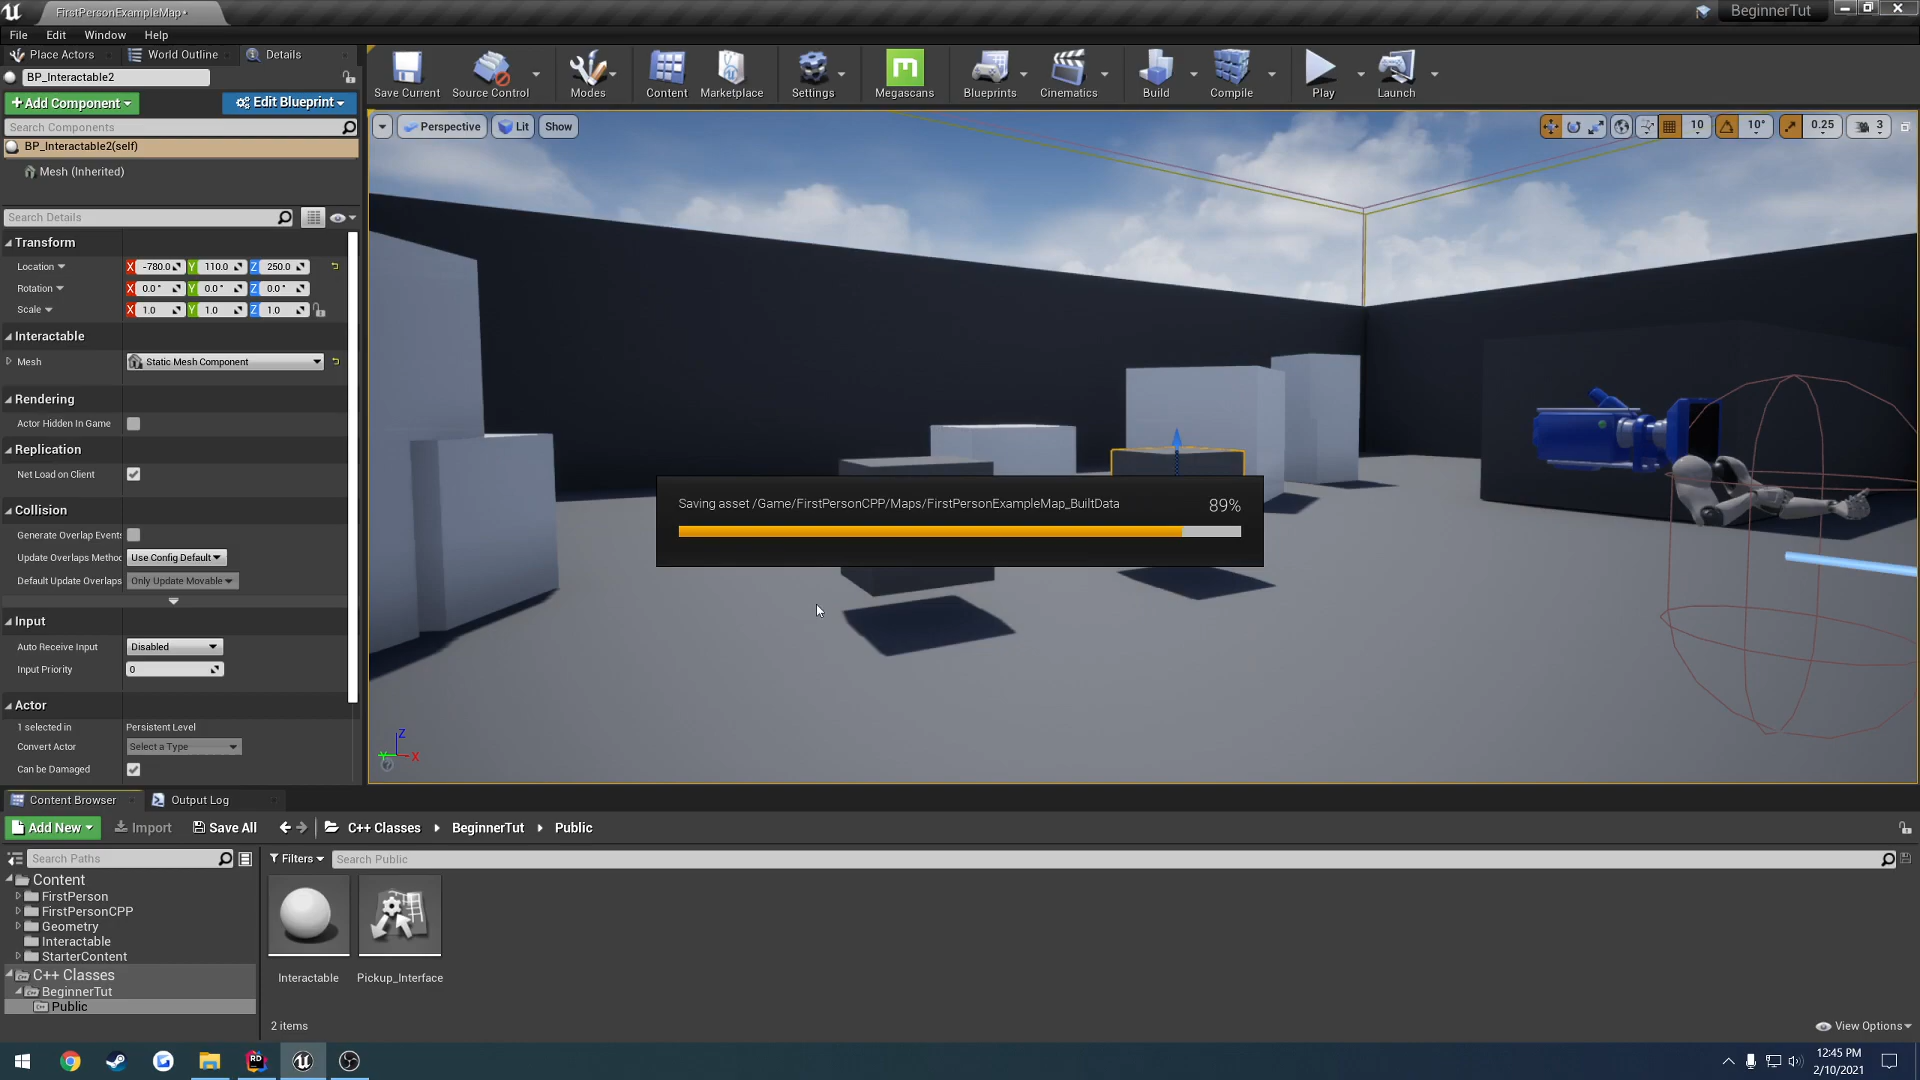 FirstPersonExampleMap*
BeginnerTut
File Edit Window Help
Place Actors World Outline Details
BP_Interactable2
+Add Component Edit Blueprint
Search Components
BP_Interactable2(self)
Mesh (Inherited)
Search Details
Transform
Location X -780.0 Y 110.0 Z 250.0
Rotation X 0.0° Y 0.0° Z 0.0°
Scale X 1.0 Y 1.0 Z 1.0
Interactable
Mesh Static Mesh Component
Rendering
Actor Hidden In Game
Replication
Net Load on Client
Collision
Generate Overlap Events
Update Overlaps Metho Use Config Default
Default Update Overlaps Only Update Movable
Input
Auto Receive Input Disabled
Input Priority 0
Actor
1 selected in Persistent Level
Convert Actor Select a Type
Can be Damaged
Save Current Source Control Modes Content Marketplace Settings Megascans Blueprints Cinematics Build Compile Play Launch
Perspective Lit Show
10 10° 0.25 3
Saving asset /Game/FirstPersonCPP/Maps/FirstPersonExampleMap_BuiltData 89%
Z
Y X
Content Browser Output Log
Add New Import Save All C++ Classes BeginnerTut Public
Search Paths Filters Search Public
Content
FirstPerson
FirstPersonCPP
Geometry
Interactable
StarterContent
C++ Classes
BeginnerTut
Public
Interactable Pickup_Interface
2 items
View Options
RD
12:45 PM
2/10/2021